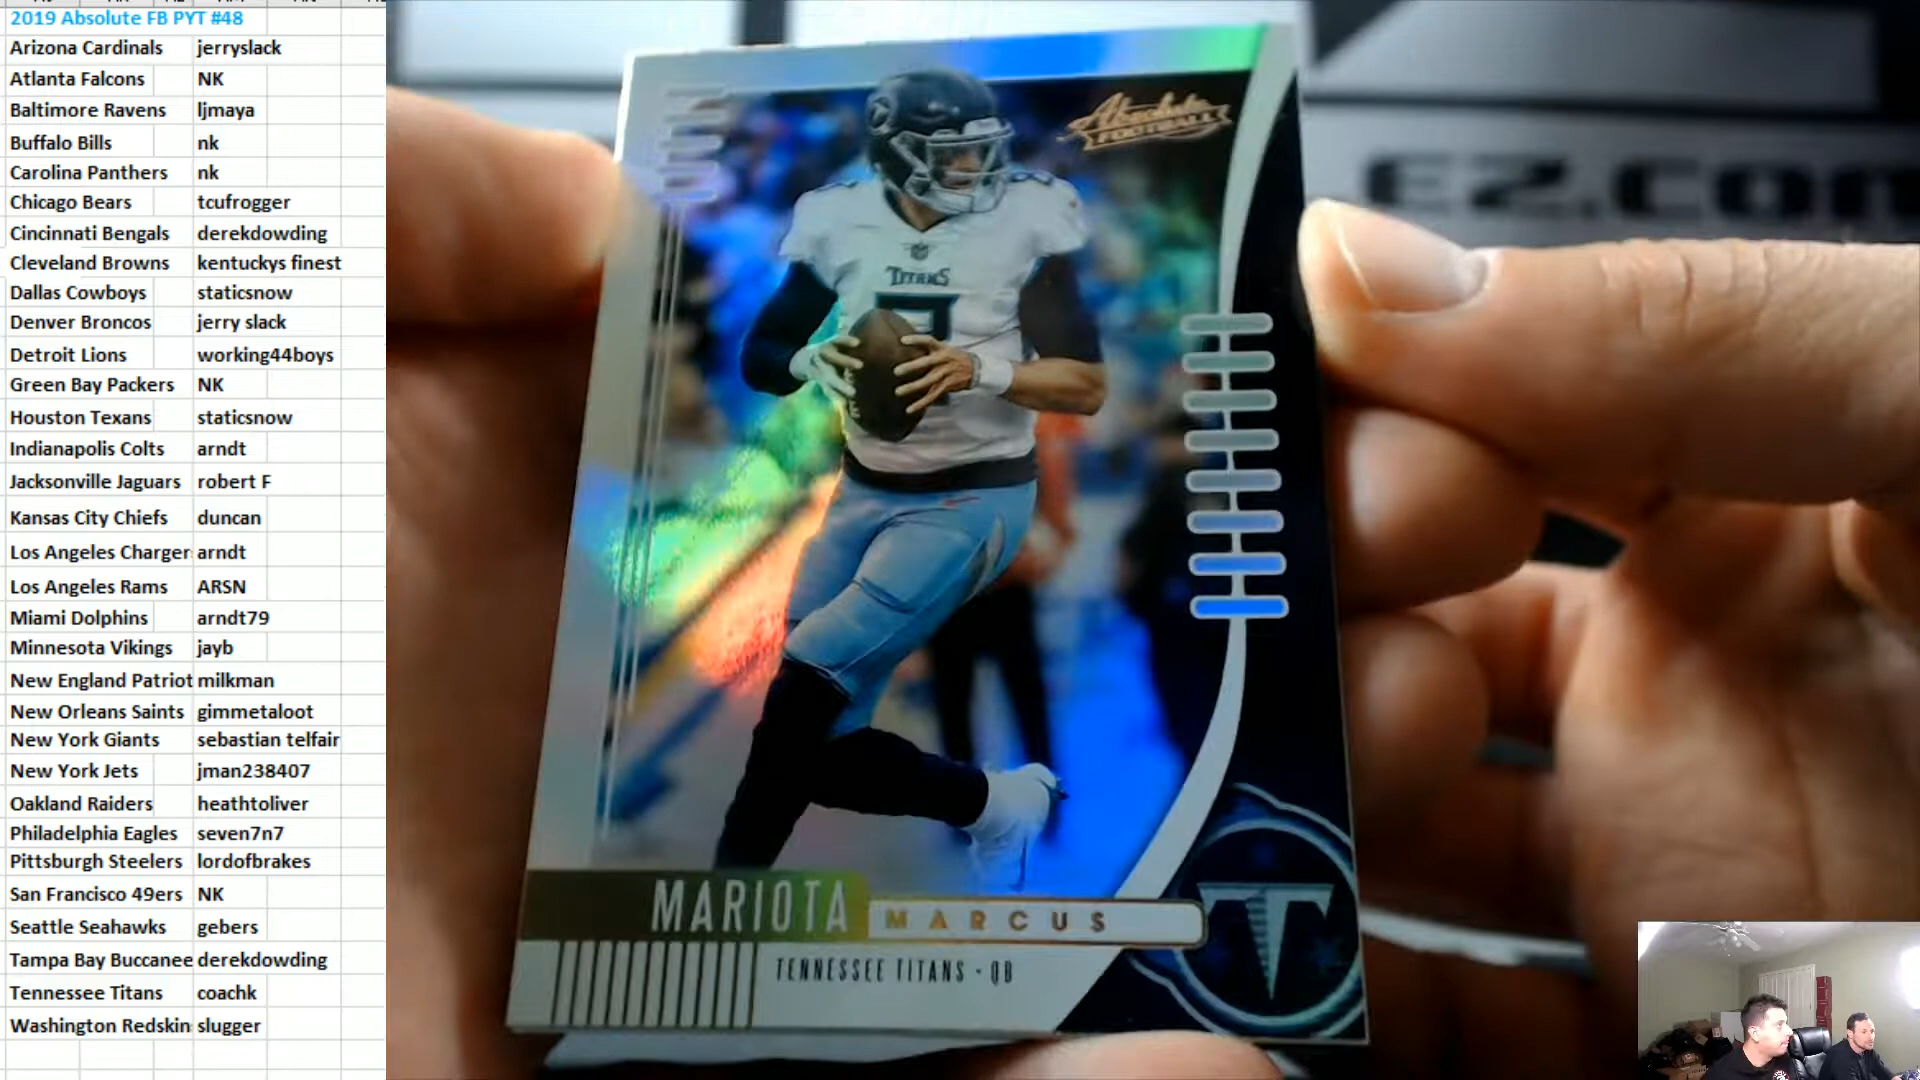 2019 Absolute FB PYT #48
Arizona Cardinals jerryslack
Atlanta Falcons NK
Baltimore Ravens ljmaya
Buffalo Bills nk
Carolina Panthers nk
Chicago Bears tcufrogger
Cincinnati Bengals derekdowding
Cleveland Browns kentuckys finest
Dallas Cowboys staticsnow
Denver Broncos jerry slack
Detroit Lions working44boys
Green Bay Packers NK
Houston Texans staticsnow
Indianapolis Colts arndt
Jacksonville Jaguars robert F
Kansas City Chiefs duncan
Los Angeles Charger arndt
Los Angeles Rams ARSN
Miami Dolphins arndt79
Minnesota Vikings jayb
New England Patriot milkman
New Orleans Saints gimmetaloot
New York Giants sebastian telfair
New York Jets jman238407
Oakland Raiders heathtoliver
Philadelphia Eagles seven7n7
Pittsburgh Steelers lordofbrakes
San Francisco 49ers NK
Seattle Seahawks gebers
Tampa Bay Buccanee derekdowding
Tennessee Titans coachk
Washington Redskin slugger
Absolute
FOOTBALL
TITANS
MARIOTA MARCUS
TENNESSEE TITANS - QB
EZ.com